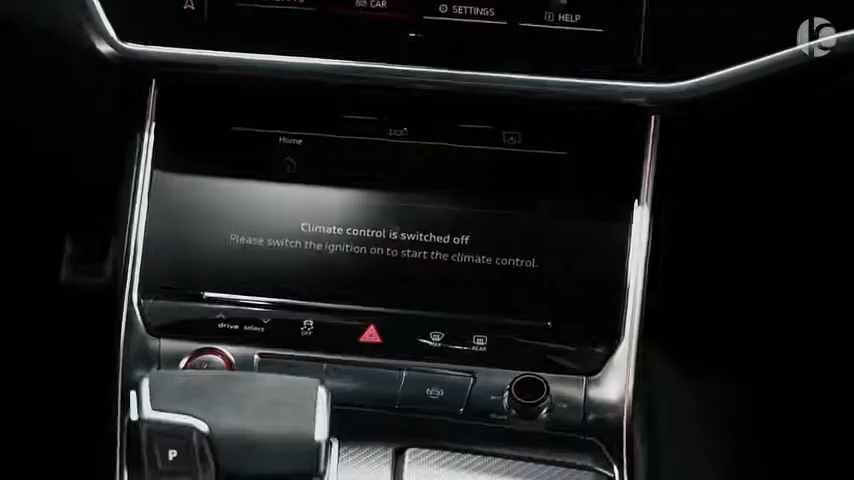 CAR
SETTINGS
HELP
Home
Climate control is switched off
Please switch the ignition on to start the climate control.
drive select
OFF
MAX
REAR
P